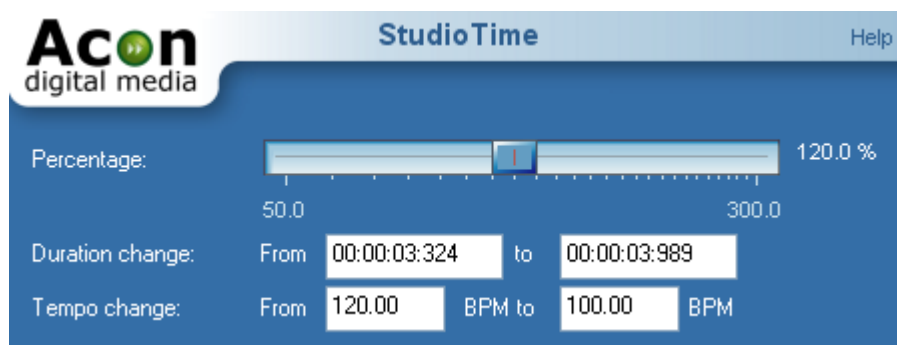 Acon
digital media
StudioTime
Help
Percentage:
120.0 %
50.0
300.0
Duration change: From 00:00:03:324 to 00:00:03:989
Tempo change: From 120.00 BPM to 100.00 BPM